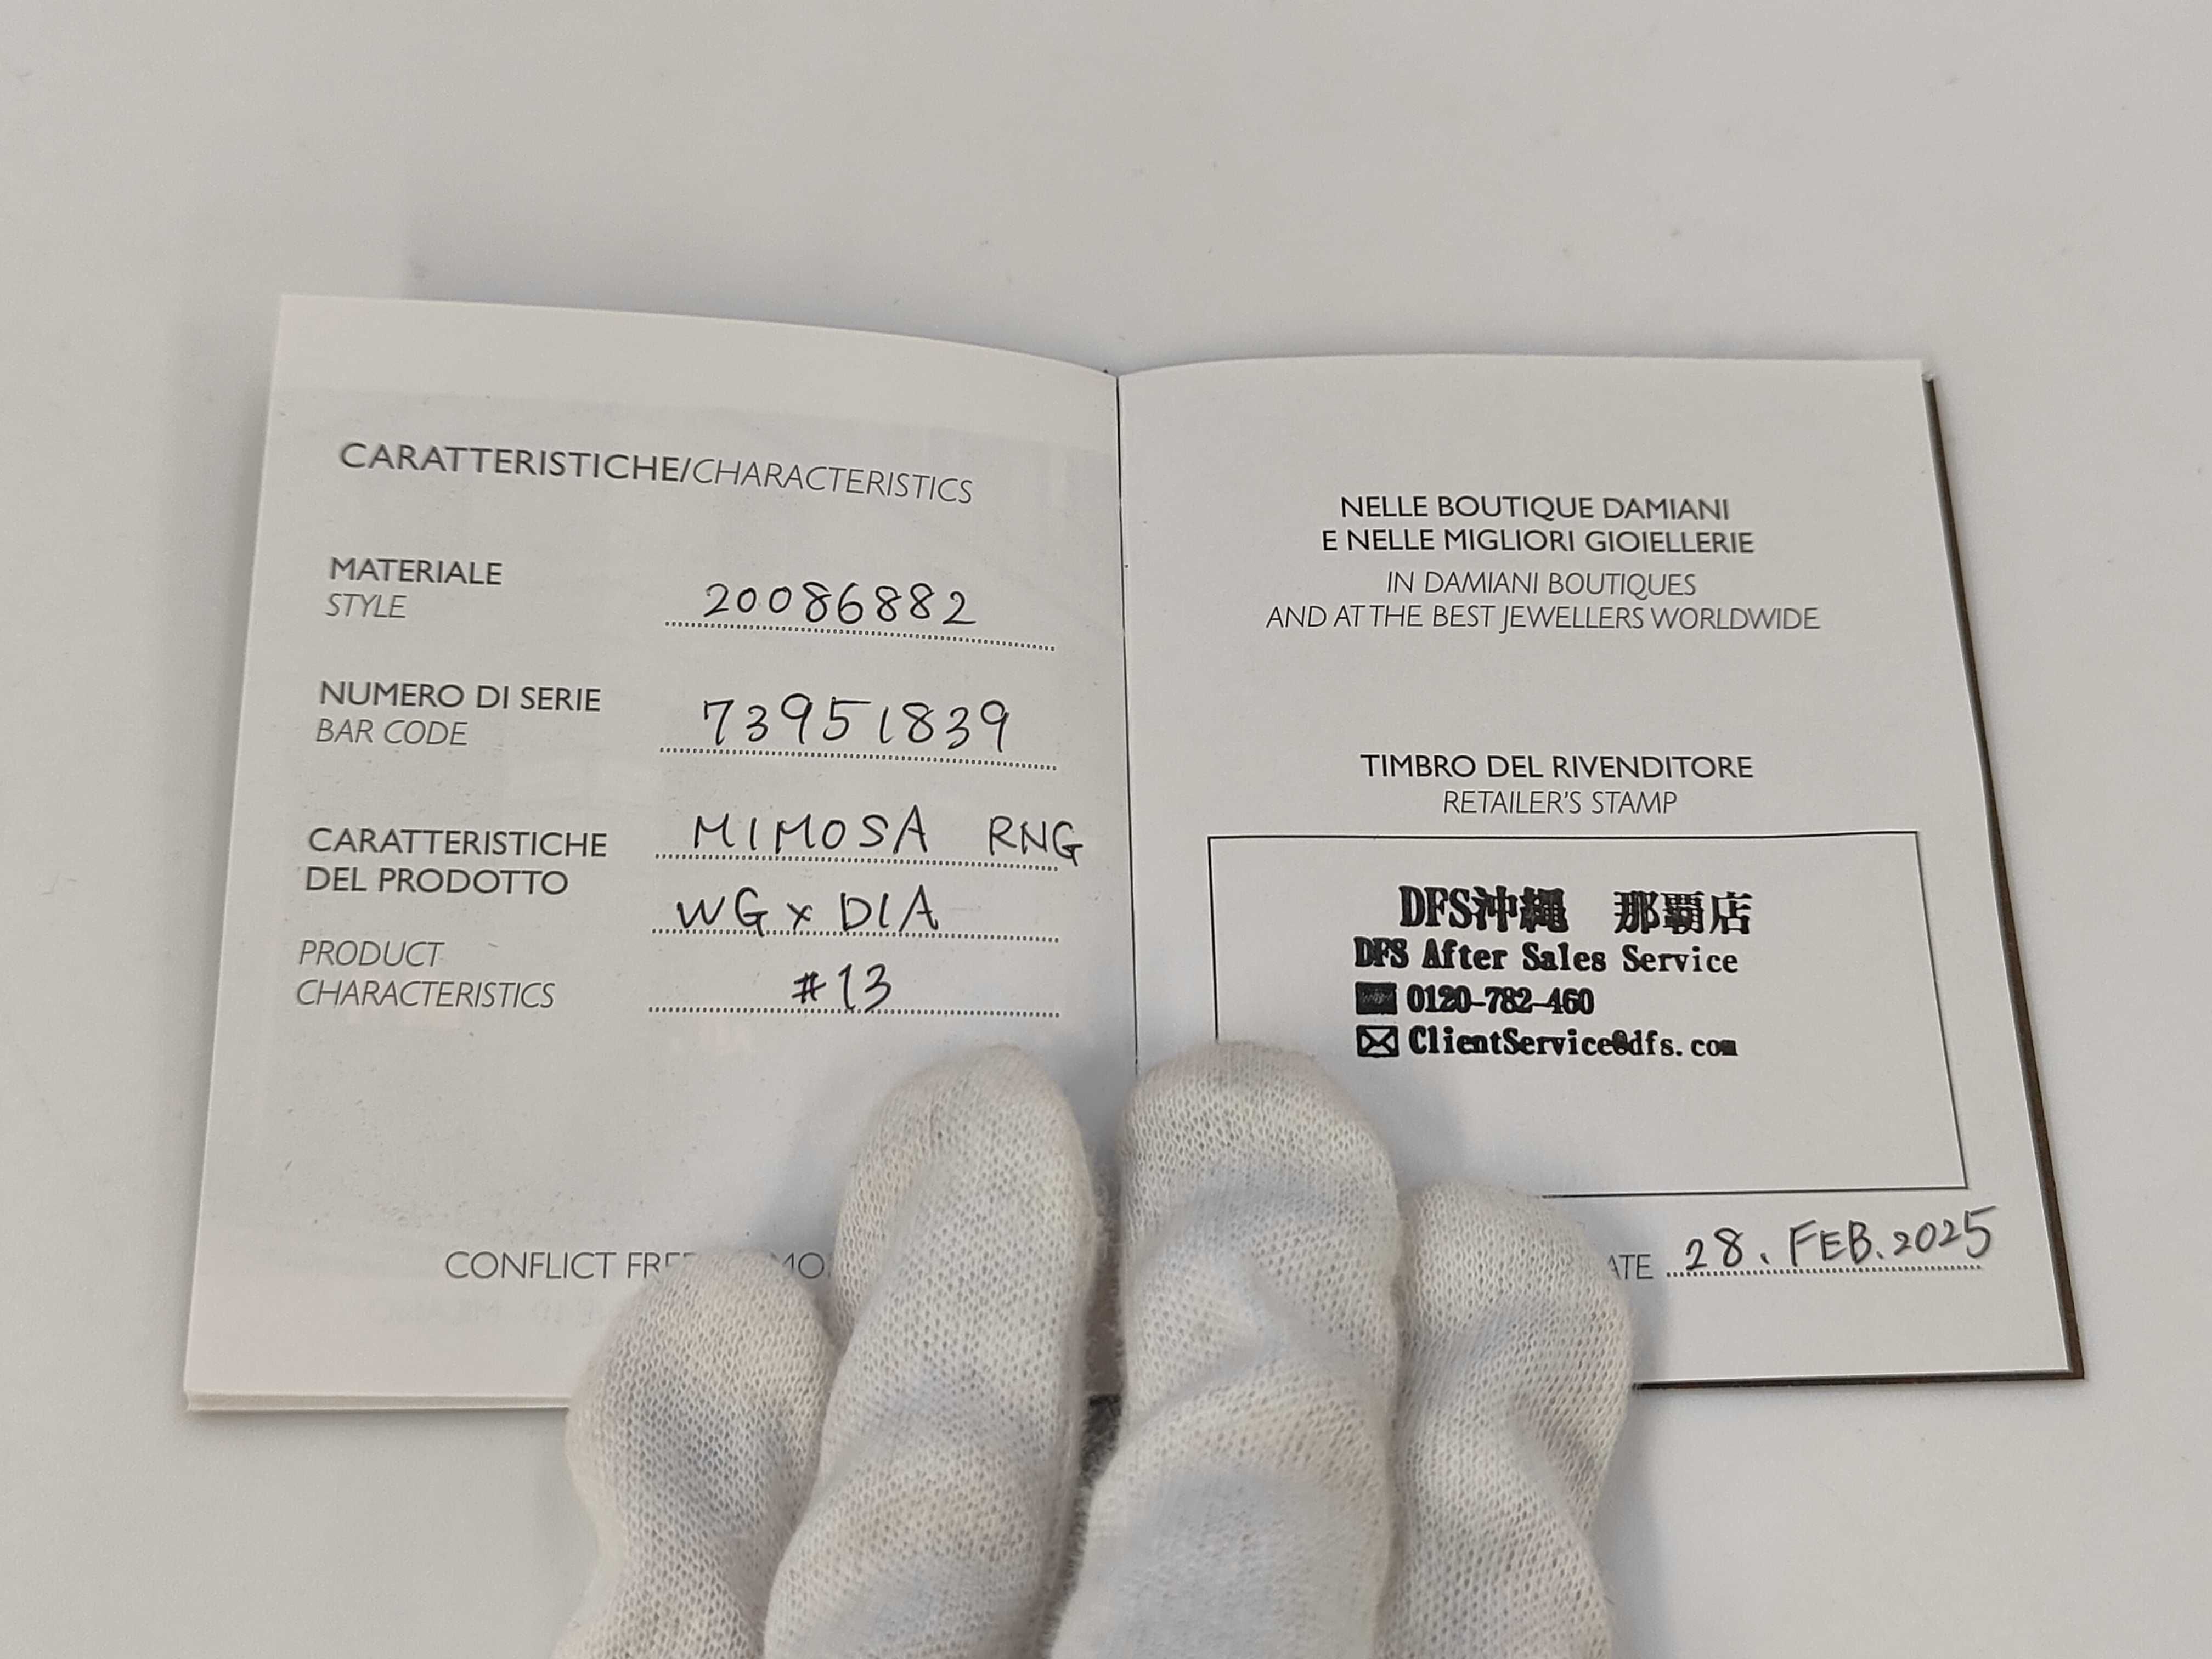 CARATTERISTICHE/CHARACTERISTICS
MATERIALE
STYLE
20086882
NUMERO DI SERIE
BAR CODE
73951839
CARATTERISTICHE
DEL PRODOTTO
PRODUCT
CHARACTERISTICS
MIMOSA RNG
WG x DIA
#13
CONFLICT
NELLE BOUTIQUE DAMIANI
E NELLE MIGLIORI GIOIELLERIE
IN DAMIANI BOUTIQUES
AND AT THE BEST JEWELLERS WORLDWIDE
TIMBRO DEL RIVENDITORE
RETAILER'S STAMP
DFS沖縄 那覇店
DFS After Sales Service
0120-782-460
ClientService@dfs.com
28. FEB. 2025